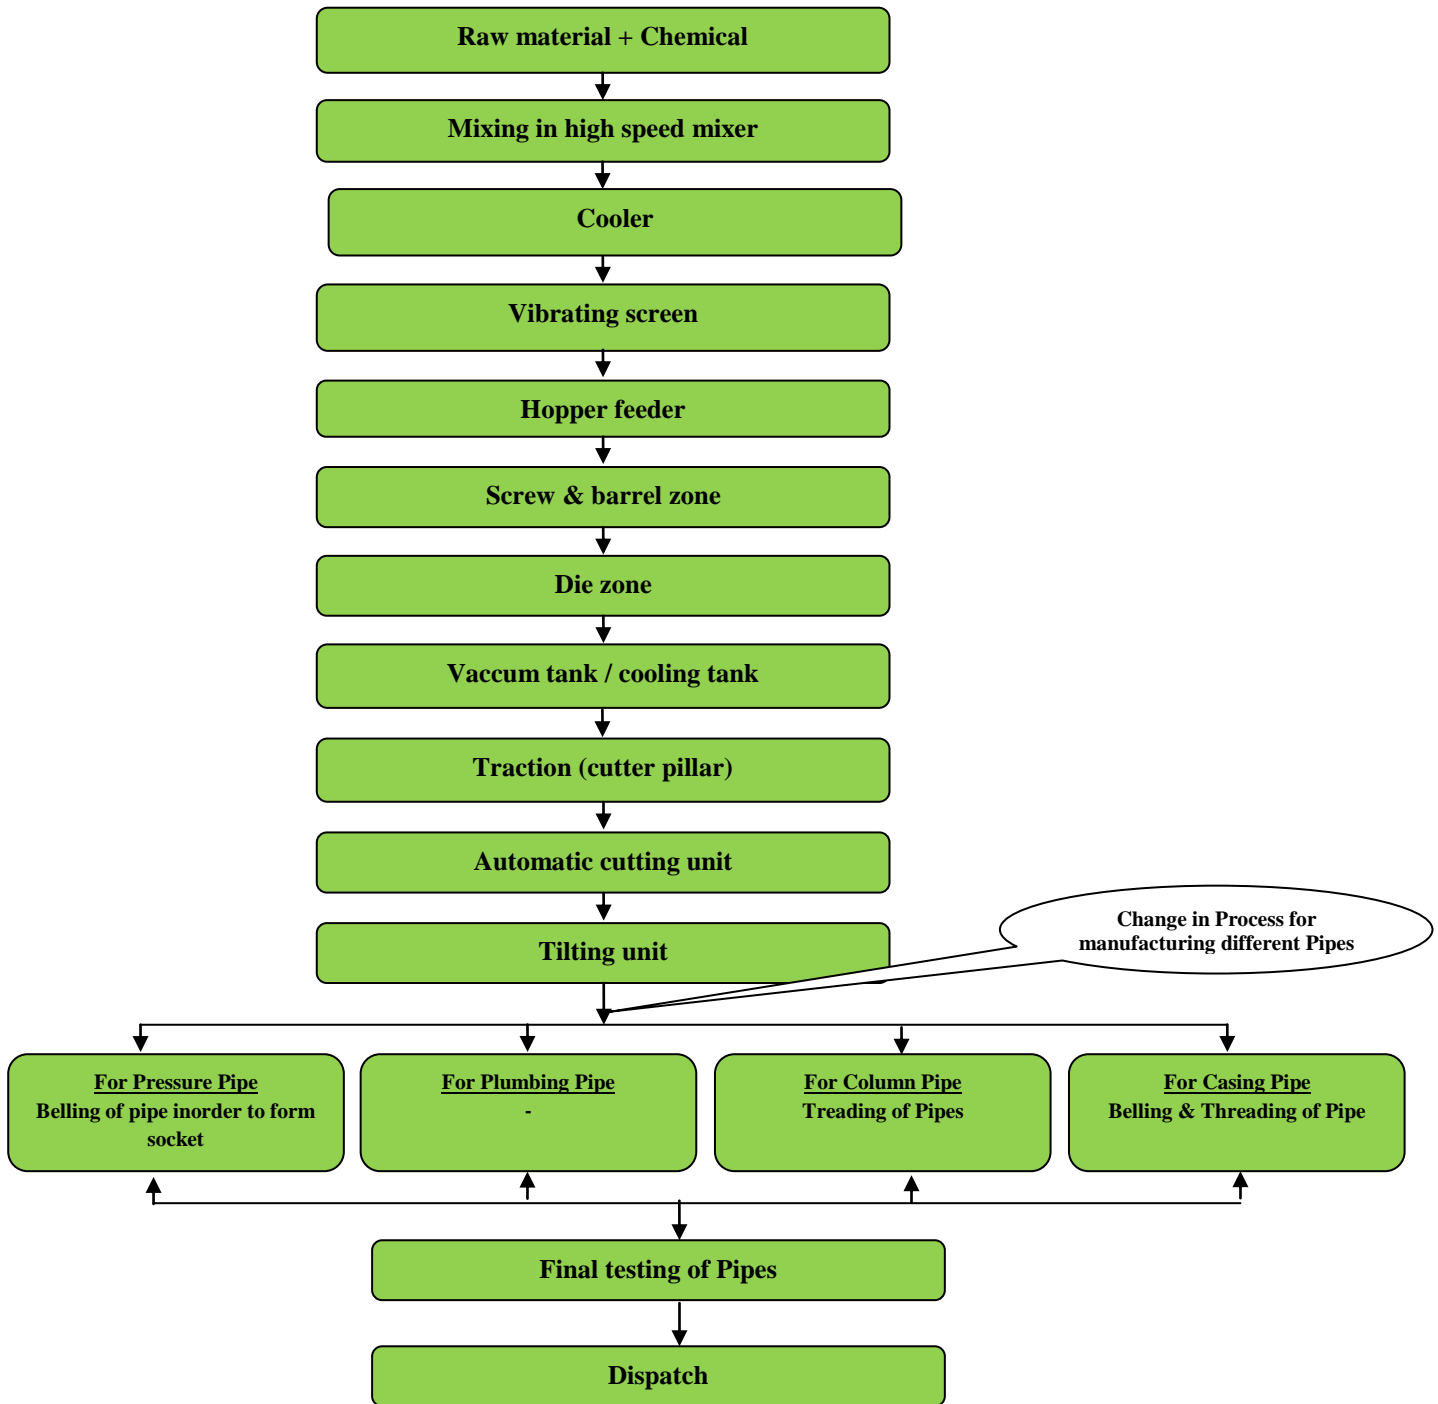 Raw material + Chemical
Mixing in high speed mixer
Cooler
Vibrating screen
Hopper feeder
Screw & barrel zone
Die zone
Vaccum tank / cooling tank
Traction (cutter pillar)
Automatic cutting unit
Change in Process for
manufacturing different Pipes
Tilting unit
For Pressure Pipe
Belling of pipe inorder to form
socket
For Plumbing Pipe
-
For Column Pipe
Treading of Pipes
For Casing Pipe
Belling & Threading of Pipe
Final testing of Pipes
Dispatch